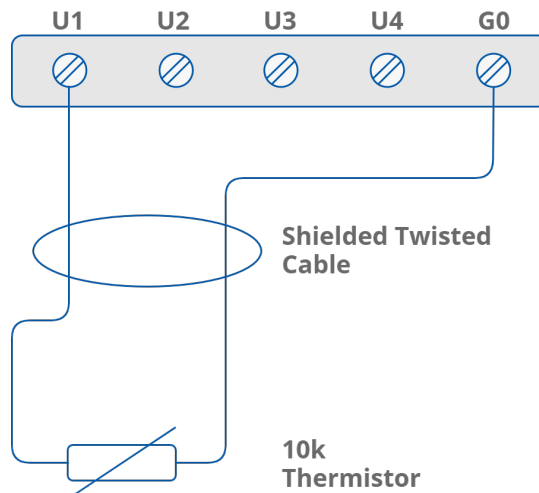 U1 U2 U3 U4 G0
Shielded Twisted
Cable
10k
Thermistor